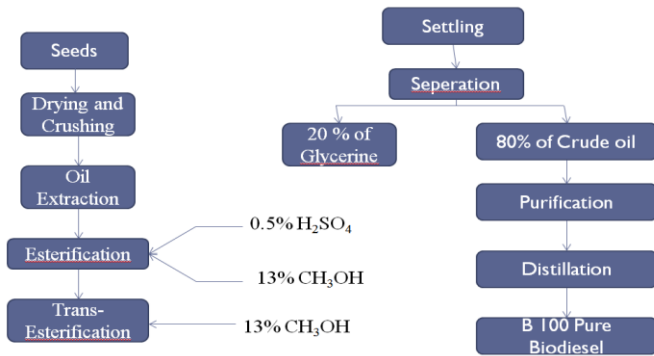 Seeds
Drying and
Crushing
Oil
Extraction
Esterification
Trans-
Esterification
0.5% H₂SO₄
13% CH₃OH
13% CH₃OH
Settling
Seperation
20 % of
Glycerine
80% of Crude oil
Purification
Distillation
B 100 Pure
Biodiesel